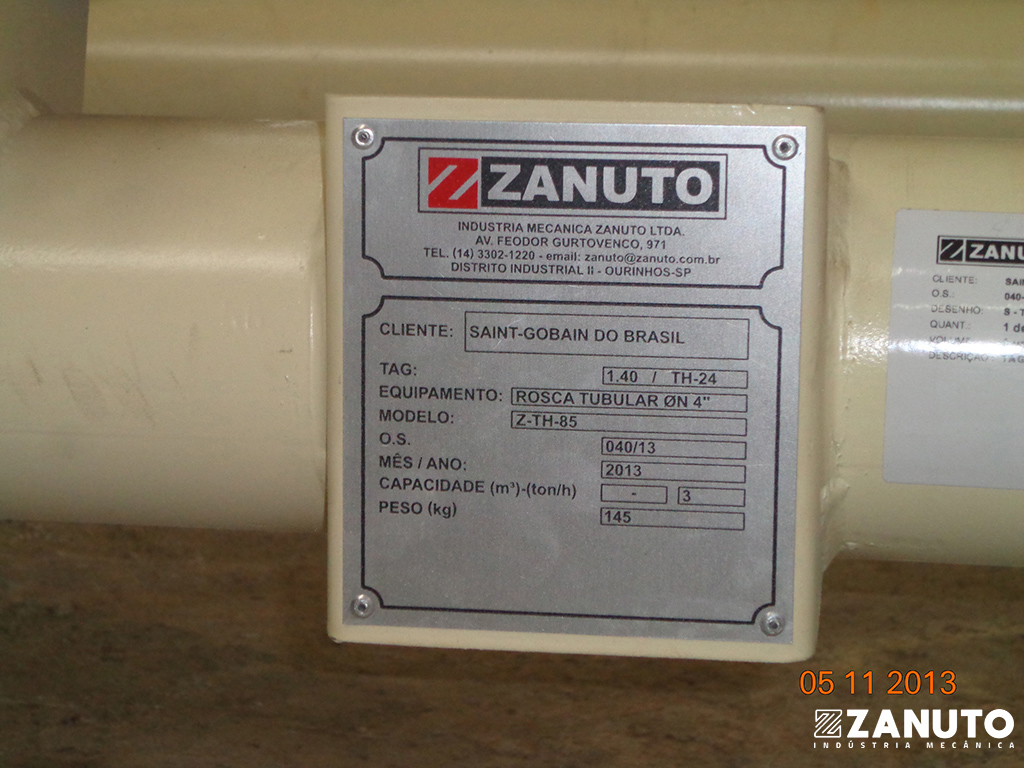 ZANUTO
INDUSTRIA MECANICA ZANUTO LTDA.
AV. FEODOR GURTOVENCO, 971
TEL. (14) 3302-1220 - email: zanuto@zanuto.com.br
DISTRITO INDUSTRIAL II - OURINHOS-SP
CLIENTE: SAINT-GOBAIN DO BRASIL
TAG: 1.40 / TH-24
EQUIPAMENTO: ROSCA TUBULAR ØN 4"
MODELO: Z-TH-85
O.S. 040/13
MÊS / ANO: 2013
CAPACIDADE (m³)-(ton/h) - 3
PESO (kg) 145
CLIENTE:
O.S.: 040-
DESENHO: S - T
QUANT.: 1 de
DESCRIÇÃO
05 11 2013
ZANUTO
INDÚSTRIA MECÂNICA